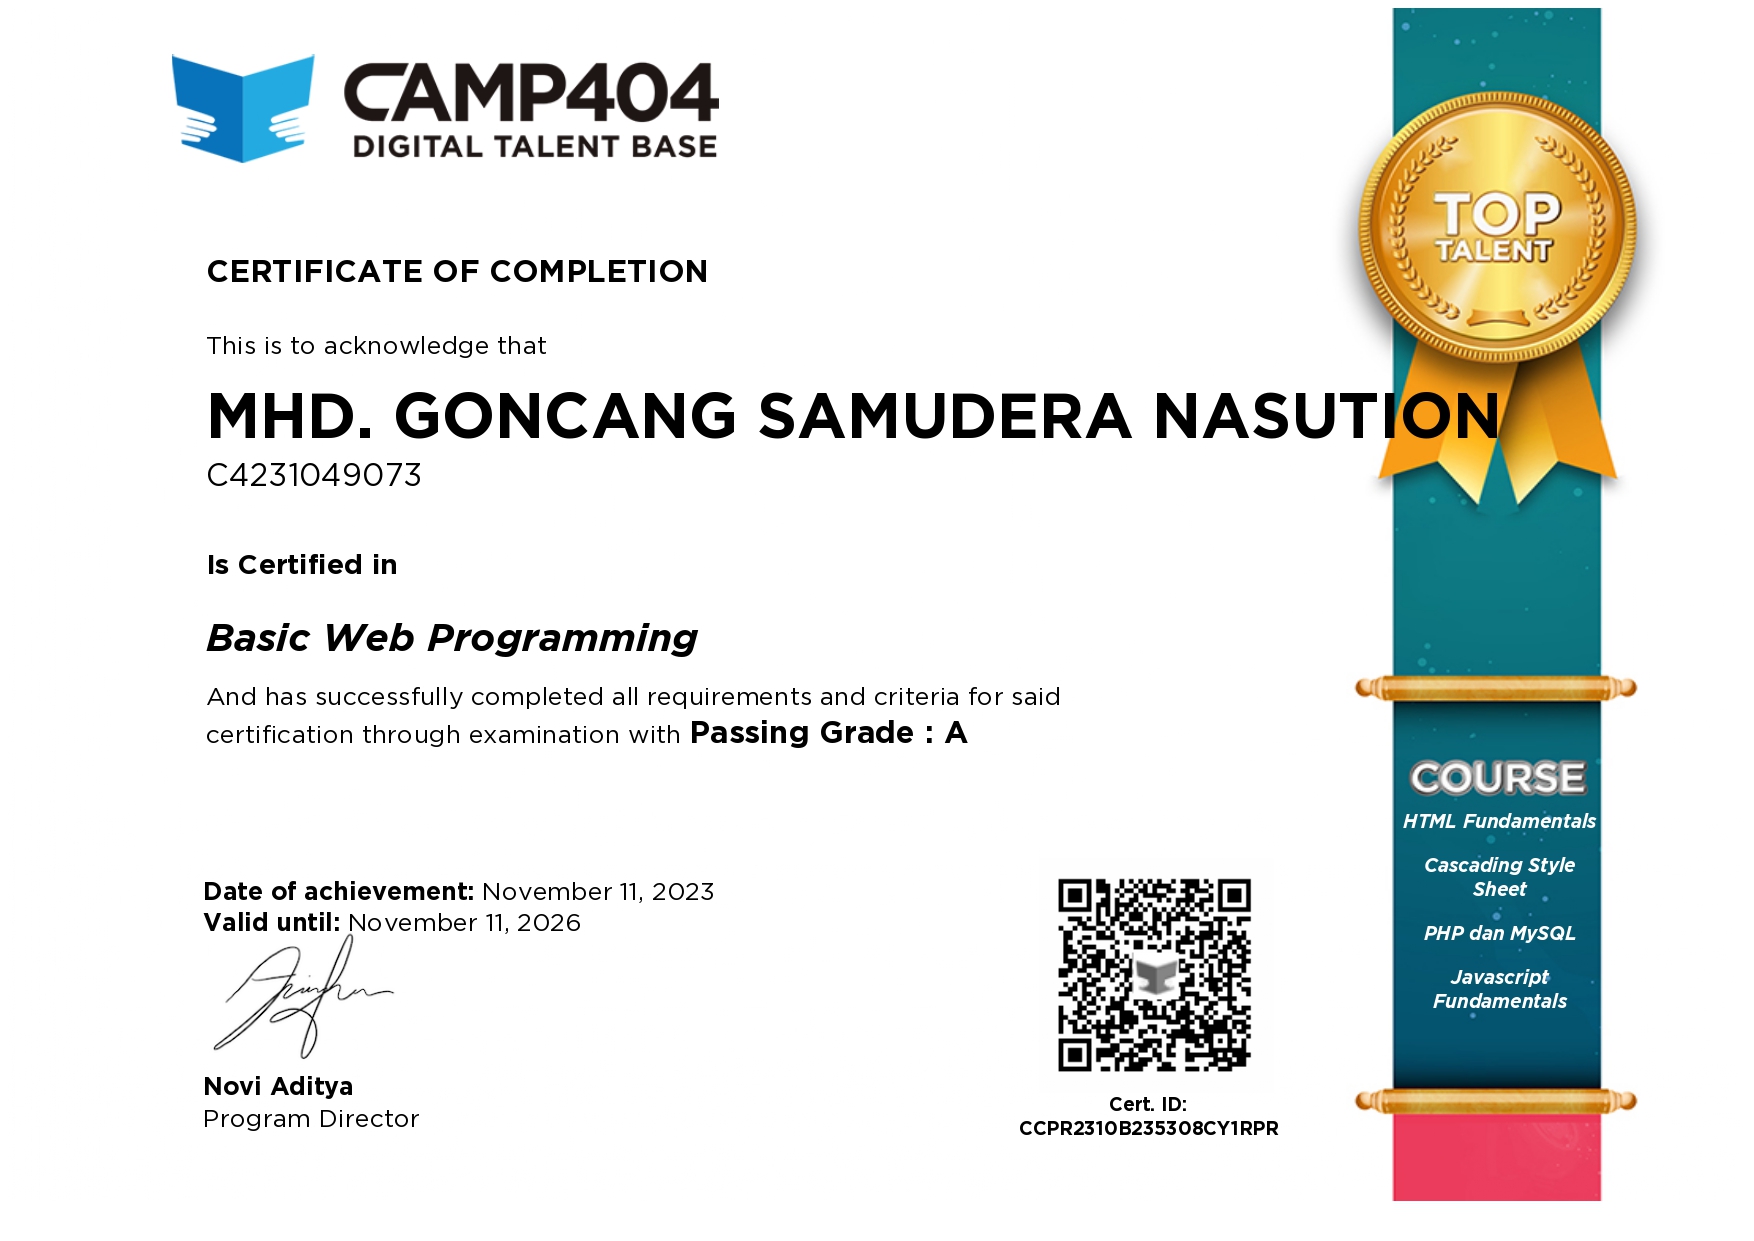 CAMP404
DIGITAL TALENT BASE
TOP
TALENT
CERTIFICATE OF COMPLETION
This is to acknowledge that
MHD. GONCANG SAMUDERA NASUTION
C4231049073
Is Certified in
Basic Web Programming
And has successfully completed all requirements and criteria for said
certification through examination with Passing Grade : A
COURSE
HTML Fundamentals
Cascading Style
Sheet
PHP dan MySQL
Javascript
Fundamentals
Date of achievement: November 11, 2023
Valid until: November 11, 2026
Novi Aditya
Program Director
Cert. ID:
CCPR2310B235308CY1RPR